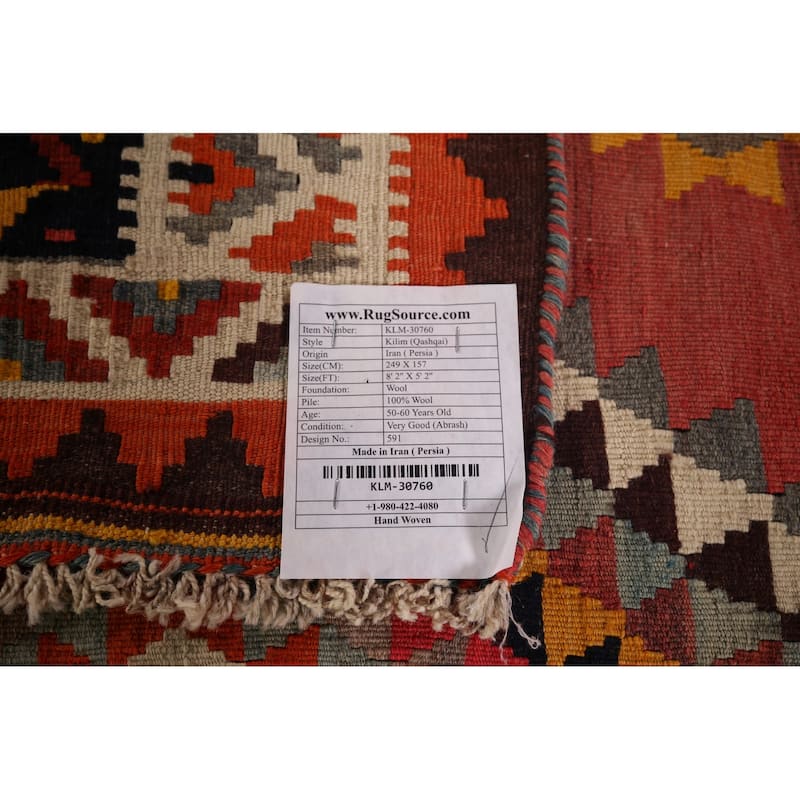 www.RugSource.com
Item Number: KLM-30760
Style Kilim (Qashqai)
Origin Iran ( Persia )
Size(CM): 249 X 157
Size(FT): 8' 2" X 5' 2"
Foundation: Wool
Pile: 100% Wool
Age: 50-60 Years Old
Condition: Very Good (Abrash)
Design No.: 591
Made in Iran ( Persia )
KLM-30760
+1-980-422-4080
Hand Woven